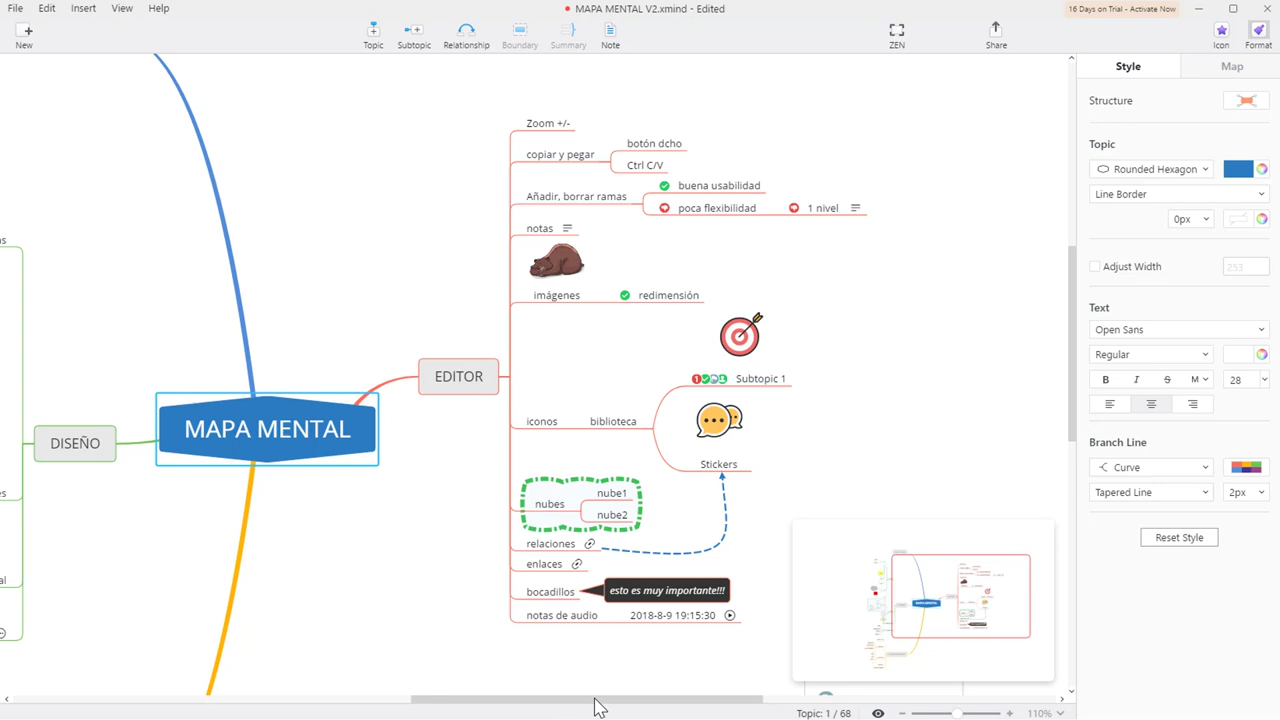 File Edit Insert View Help
MAPA MENTAL V2.xmind - Edited
16 Days on Trial - Activate Now
New
Topic
Subtopic
Relationship
Boundary
Summary
Note
ZEN
Share
Icon
Format
Style
Map
Structure
Topic
Rounded Hexagon
Line Border
0px
Adjust Width
253
Text
Open Sans
Regular
B I S M
28
Branch Line
Curve
Tapered Line
2px
Reset Style
MAPA MENTAL
DISEÑO
EDITOR
Zoom +/-
copiar y pegar
botón dcho
Ctrl C/V
Añadir, borrar ramas
buena usabilidad
poca flexibilidad
1 nivel
notas
imágenes
redimensión
iconos
biblioteca
Subtopic 1
Stickers
nubes
nube1
nube2
relaciones
enlaces
bocadillos
esto es muy importante!!!
notas de audio
2018-8-9 19:15:30
Topic: 1 / 68
110%